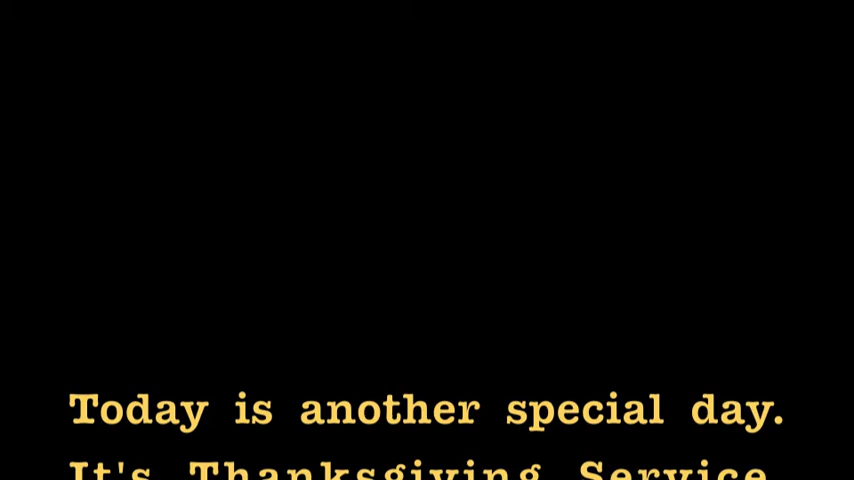 Today is another special day.
It's Thanksgiving Service